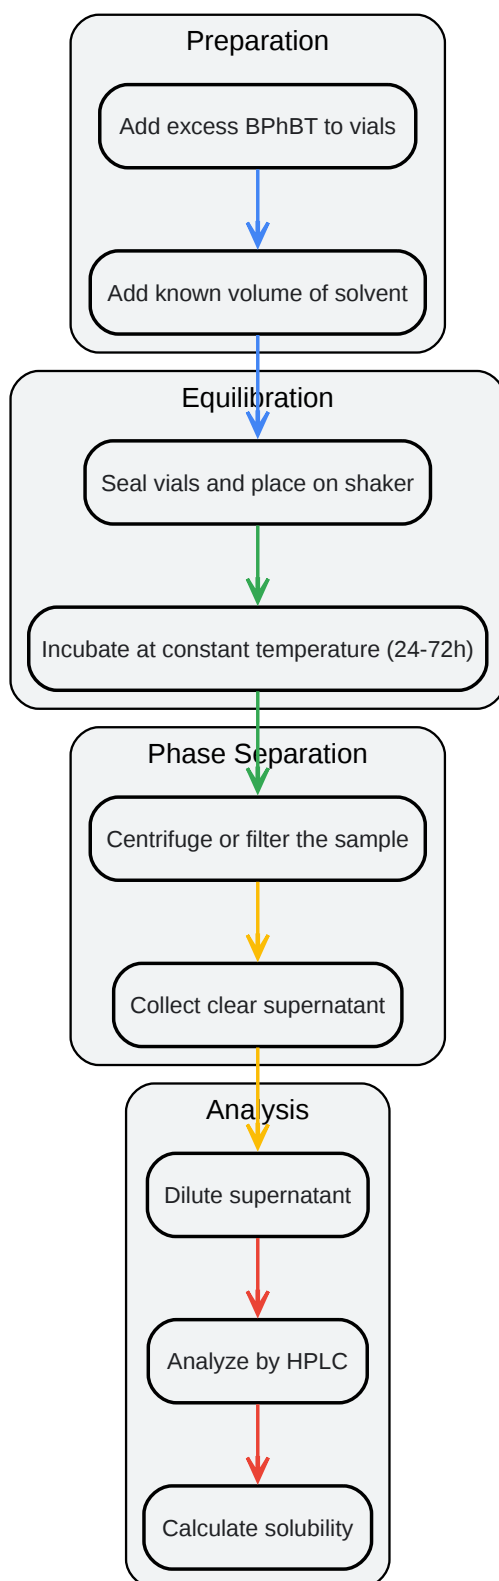 Preparation
Add excess BPhBT to vials
Add known volume of solvent
Equilibration
Seal vials and place on shaker
Incubate at constant temperature (24-72h)
Phase Separation
Centrifuge or filter the sample
Collect clear supernatant
Analysis
Dilute supernatant
Analyze by HPLC
Calculate solubility